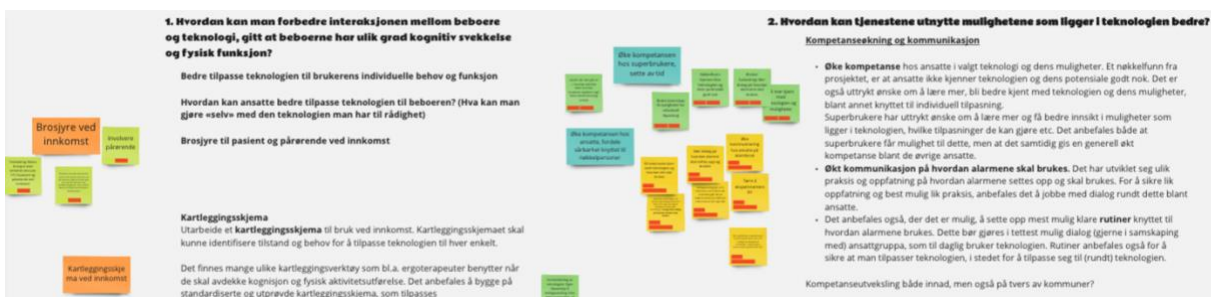 1. Hvordan kan man forbedre interaksjonen mellom beboere
og teknologi, gitt at beboerne har ulik grad kognitiv svekkelse
og fysisk funksjon?
Bedre tilpasse teknologien til brukerens individuelle behov og funksjon
Hvordan kan ansatte bedre tilpasse teknologien til beboeren? (Hva kan man
gjøre «selv» med den teknologien man har til rådighet)
Brosjyre til pasient og pårørende ved innkomst
Brosjyre ved
innkomst
Involvere
pårørende
Kartleggingsskjema
Utarbeide et kartleggingsskjema til bruk ved innkomst. Kartleggingsskjemaet skal
kunne identifisere tilstand og behov for å tilpasse teknologien til hver enkelt.
Kartleggingsskje
ma ved innkomst
Det finnes mange ulike kartleggingsverktøy som bl.a. ergoterapeuter benytter når
de skal avdekke kognisjon og fysisk aktivitetsutførelse. Det anbefales å bygge på
standardiserte og utprøvde kartleggingsskjema, som tilpasses
Øke kompetansen
hos superbrukere,
sette av tid
Øke kompetansen hos
ansatte, fordele
sårbarhet knyttet til
nøkkelpersoner
2. Hvordan kan tjenestene utnytte mulighetene som ligger i teknologien bedre?
Kompetanseøkning og kommunikasjon
• Øke kompetanse hos ansatte i valgt teknologi og dens muligheter. Et nøkkelfunn fra
prosjektet, er at ansatte ikke kjenner teknologien og dens potensiale godt nok. Det er
også uttrykt ønske om å lære mer, bli bedre kjent med teknologien og dens muligheter,
blant annet knyttet til individuell tilpasning.
Superbrukere har uttrykt ønske om å lære mer og få bedre innsikt i muligheter som
ligger i teknologien, hvilke tilpasninger de kan gjøre etc. Det anbefales både at
superbrukere får mulighet til dette, men at det samtidig gis en generell økt
kompetanse blant de øvrige ansatte.
• Økt kommunikasjon på hvordan alarmene skal brukes. Det har utviklet seg ulik
praksis og oppfatning på hvordan alarmene settes opp og skal brukes. For å sikre lik
oppfatning og best mulig lik praksis, anbefales det å jobbe med dialog rundt dette blant
ansatte.
• Det anbefales også, der det er mulig, å sette opp mest mulig klare rutiner knyttet til
hvordan alarmene brukes. Dette bør gjøres i tettest mulig dialog (gjerne i samskaping
med) ansattgruppa, som til daglig bruker teknologien. Rutiner anbefales også for å
sikre at man tilpasser teknologien, i stedet for å tilpasse seg til (rundt) teknologien.
Kompetanseutveksling både innad, men også på tvers av kommuner?